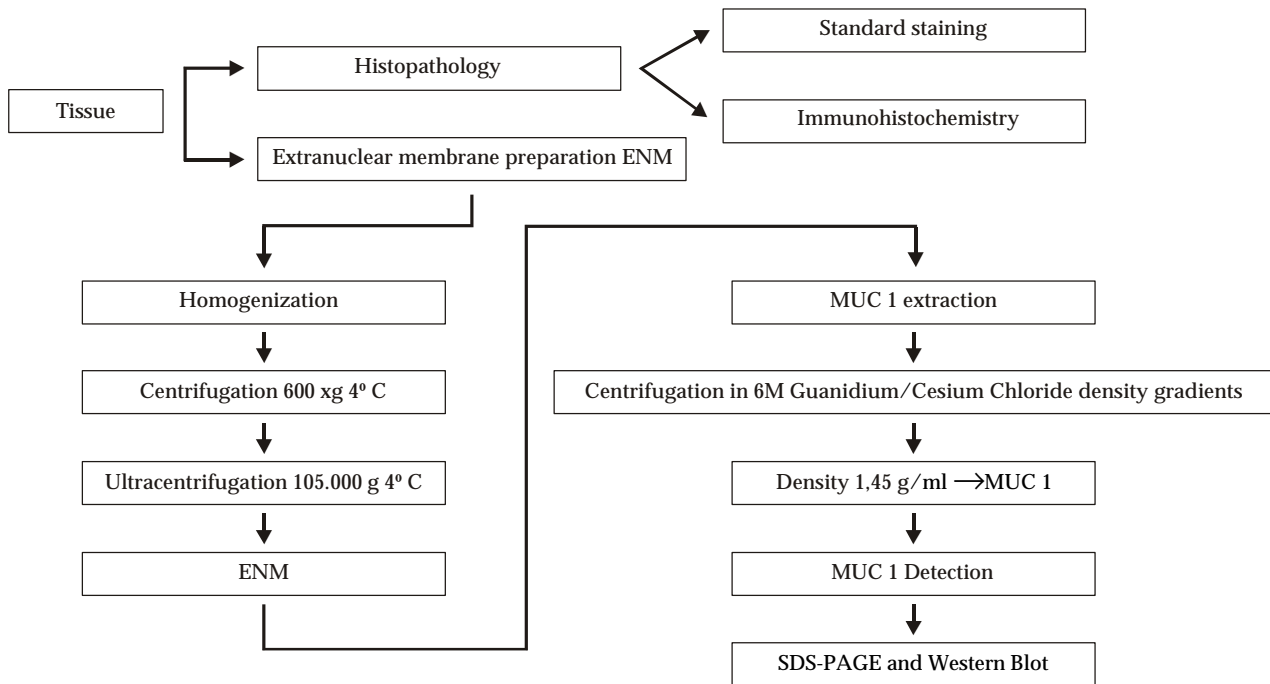 Standard staining
Histopathology
Tissue
Immunohistochemistry
Extranuclear membrane preparation ENM
Homogenization
Centrifugation 600 xg 4º C
Ultracentrifugation 105.000 g 4º C
ENM
MUC 1 extraction
Centrifugation in 6M Guanidium/Cesium Chloride density gradients
Density 1,45 g/ml →MUC 1
MUC 1 Detection
SDS-PAGE and Western Blot